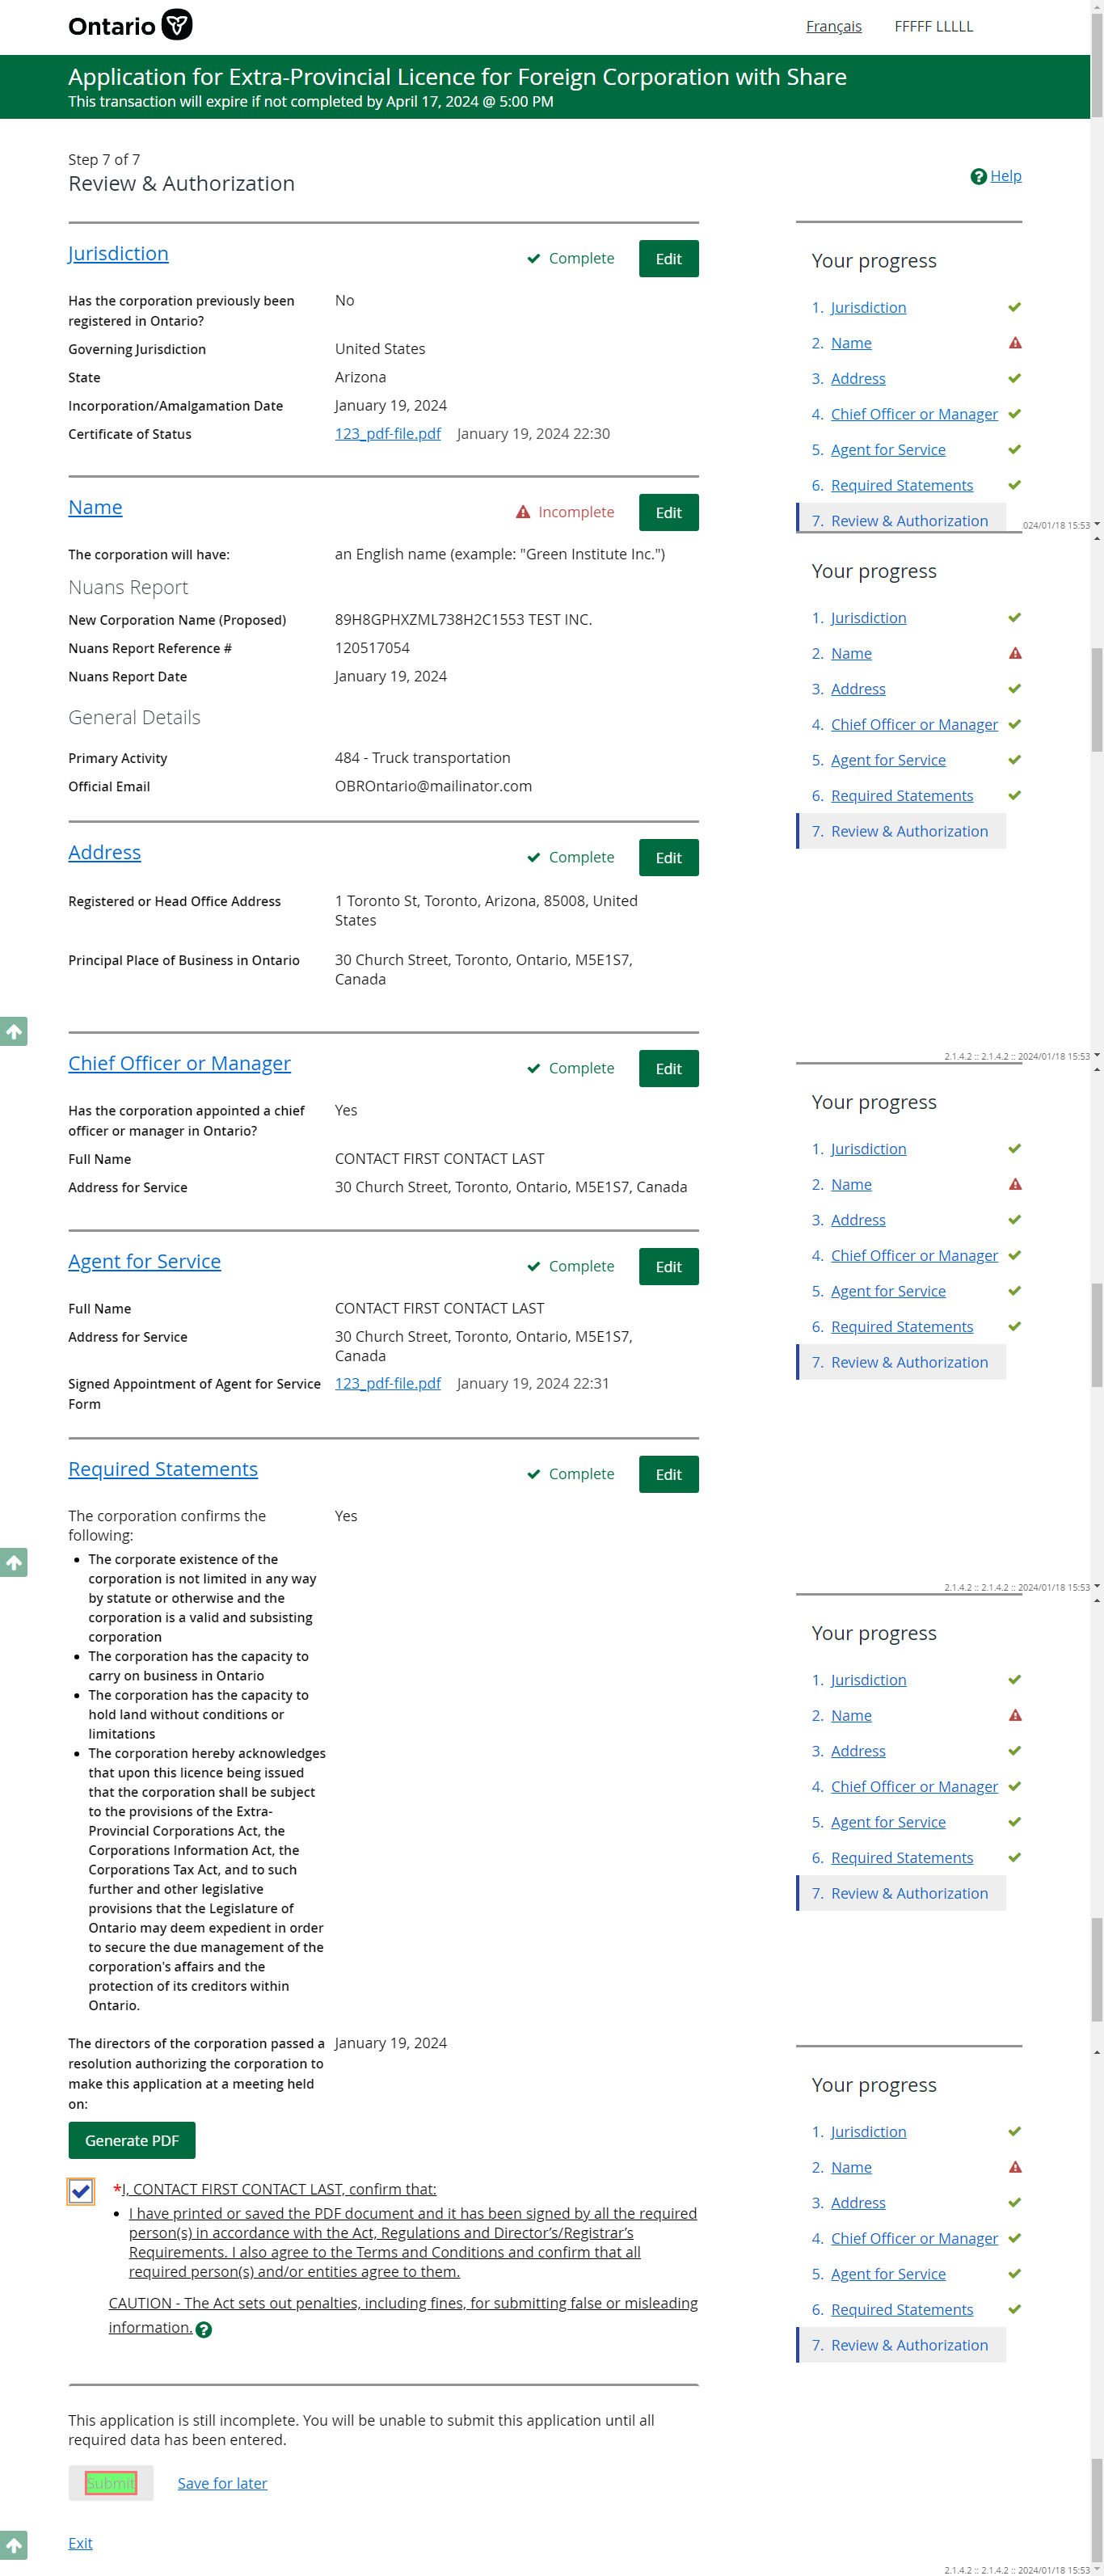 Ontario
Français FFFFF LLLLL
Application for Extra-Provincial Licence for Foreign Corporation with Share
This transaction will expire if not completed by April 17, 2024 @ 5:00 PM
Step 7 of 7
Review & Authorization
Help
Jurisdiction
Complete Edit
Has the corporation previously been No
registered in Ontario?
Governing Jurisdiction United States
State Arizona
Incorporation/Amalgamation Date January 19, 2024
Certificate of Status 123_pdf-file.pdf January 19, 2024 22:30
Your progress
1. Jurisdiction
2. Name
3. Address
4. Chief Officer or Manager
5. Agent for Service
6. Required Statements
7. Review & Authorization
024/01/18 15:53
Name
Incomplete Edit
The corporation will have: an English name (example: "Green Institute Inc.")
Nuans Report
New Corporation Name (Proposed) 89H8GPHXZML738H2C1553 TEST INC.
Nuans Report Reference # 120517054
Nuans Report Date January 19, 2024
General Details
Primary Activity 484 - Truck transportation
Official Email OBROntario@mailinator.com
Your progress
1. Jurisdiction
2. Name
3. Address
4. Chief Officer or Manager
5. Agent for Service
6. Required Statements
7. Review & Authorization
Address
Complete Edit
Registered or Head Office Address 1 Toronto St, Toronto, Arizona, 85008, United
States
Principal Place of Business in Ontario 30 Church Street, Toronto, Ontario, M5E1S7,
Canada
2.1.4.2 :: 2.1.4.2 :: 2024/01/18 15:53
Chief Officer or Manager
Complete Edit
Has the corporation appointed a chief Yes
officer or manager in Ontario?
Full Name CONTACT FIRST CONTACT LAST
Address for Service 30 Church Street, Toronto, Ontario, M5E1S7, Canada
Your progress
1. Jurisdiction
2. Name
3. Address
4. Chief Officer or Manager
5. Agent for Service
6. Required Statements
7. Review & Authorization
Agent for Service
Complete Edit
Full Name CONTACT FIRST CONTACT LAST
Address for Service 30 Church Street, Toronto, Ontario, M5E1S7,
Canada
Signed Appointment of Agent for Service 123_pdf-file.pdf January 19, 2024 22:31
Form
Required Statements
Complete Edit
The corporation confirms the Yes
following:
• The corporate existence of the
corporation is not limited in any way
by statute or otherwise and the
corporation is a valid and subsisting
corporation
• The corporation has the capacity to
carry on business in Ontario
• The corporation has the capacity to
hold land without conditions or
limitations
• The corporation hereby acknowledges
that upon this licence being issued
that the corporation shall be subject
to the provisions of the Extra-
Provincial Corporations Act, the
Corporations Information Act, the
Corporations Tax Act, and to such
further and other legislative
provisions that the Legislature of
Ontario may deem expedient in order
to secure the due management of the
corporation's affairs and the
protection of its creditors within
Ontario.
2.1.4.2 :: 2.1.4.2 :: 2024/01/18 15:53
Your progress
1. Jurisdiction
2. Name
3. Address
4. Chief Officer or Manager
5. Agent for Service
6. Required Statements
7. Review & Authorization
The directors of the corporation passed a January 19, 2024
resolution authorizing the corporation to
make this application at a meeting held
on:
Generate PDF
*I, CONTACT FIRST CONTACT LAST, confirm that:
• I have printed or saved the PDF document and it has been signed by all the required
person(s) in accordance with the Act, Regulations and Director's/Registrar's
Requirements. I also agree to the Terms and Conditions and confirm that all
required person(s) and/or entities agree to them.
CAUTION - The Act sets out penalties, including fines, for submitting false or misleading
information.
Your progress
1. Jurisdiction
2. Name
3. Address
4. Chief Officer or Manager
5. Agent for Service
6. Required Statements
7. Review & Authorization
This application is still incomplete. You will be unable to submit this application until all
required data has been entered.
Submit Save for later
Exit
2.1.4.2 :: 2.1.4.2 :: 2024/01/18 15:53